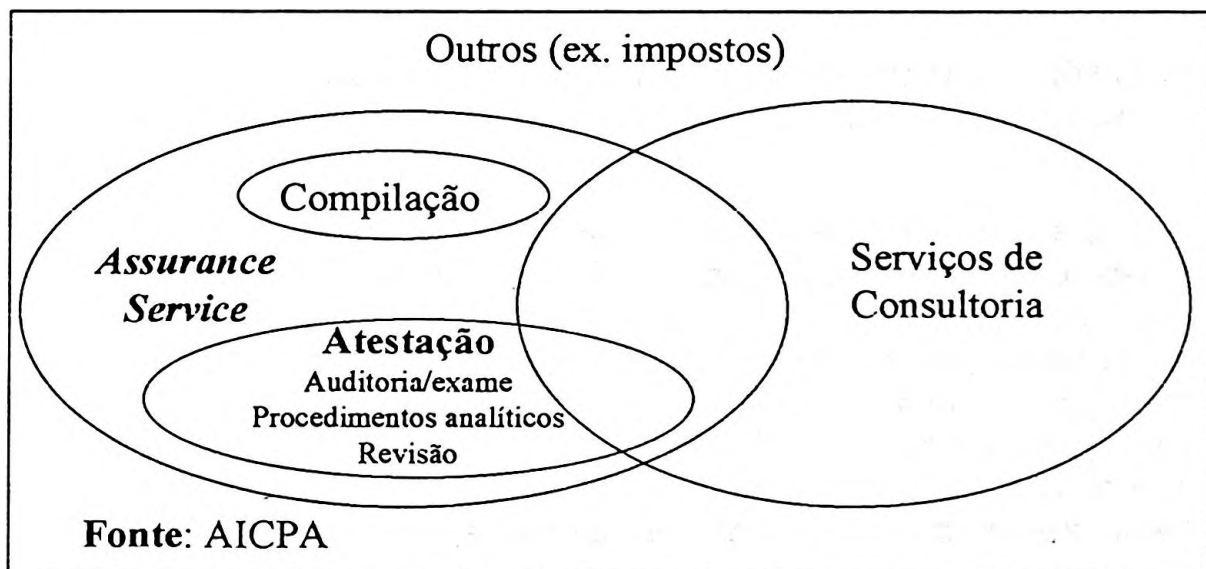 Outros (ex. impostos)
Compilação
Assurance
Service
Serviços de
Consultoria
Atestação
Auditoria/exame
Procedimentos analíticos
Revisão
Fonte: AICPA